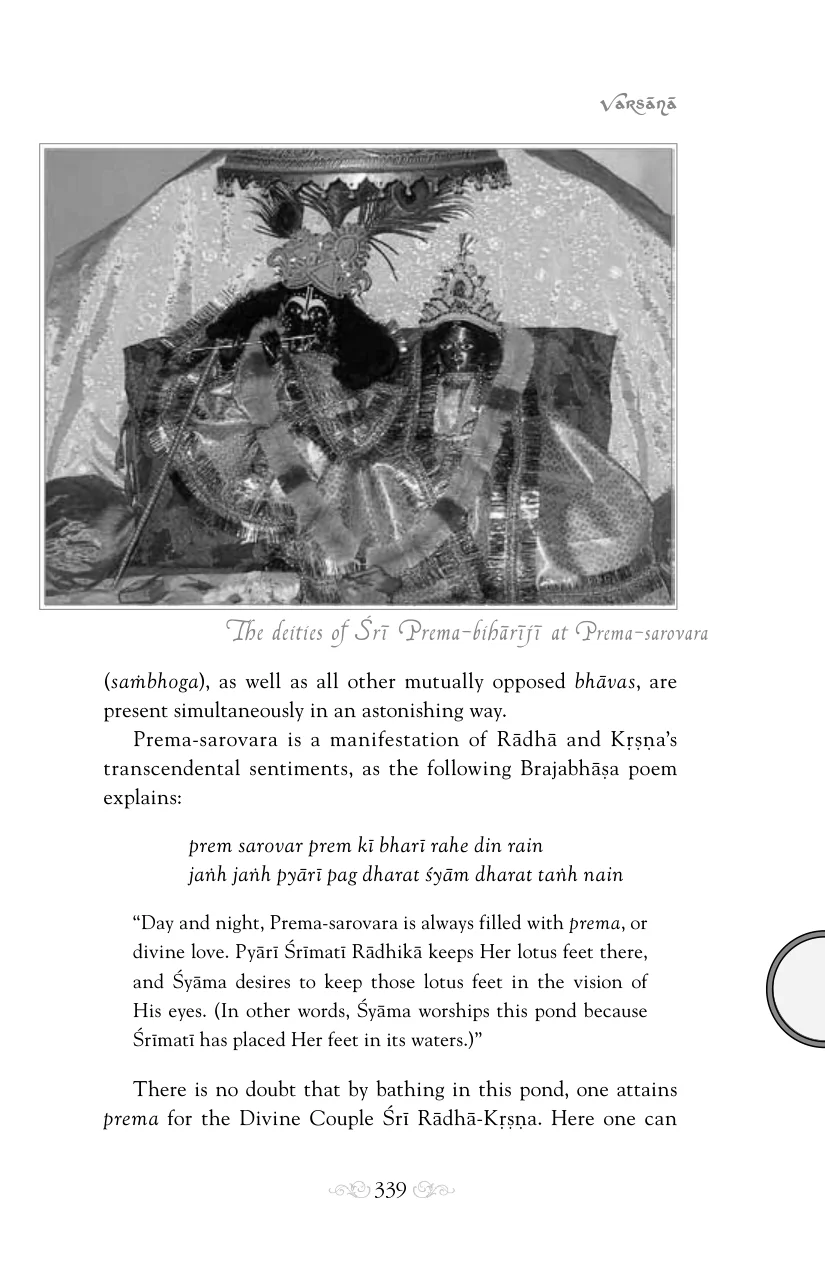 Varsāṇā
The deities of Śrī Prema-bihārījī at Prema-sarovara
(saṁbhoga), as well as all other mutually opposed bhāvas, are
present simultaneously in an astonishing way.
Prema-sarovara is a manifestation of Rādhā and Kṛṣṇa’s
transcendental sentiments, as the following Brajabhāṣa poem
explains:
prem sarovar prem kī bharī rahe din rain
jaṅh jaṅh pyārī pag dharat śyām dharat taṅh nain
“Day and night, Prema-sarovara is always filled with prema, or
divine love. Pyārī Śrīmatī Rādhikā keeps Her lotus feet there,
and Śyāma desires to keep those lotus feet in the vision of
His eyes. (In other words, Śyāma worships this pond because
Śrīmatī has placed Her feet in its waters.)”
There is no doubt that by bathing in this pond, one attains
prema for the Divine Couple Śrī Rādhā-Kṛṣṇa. Here one can
339